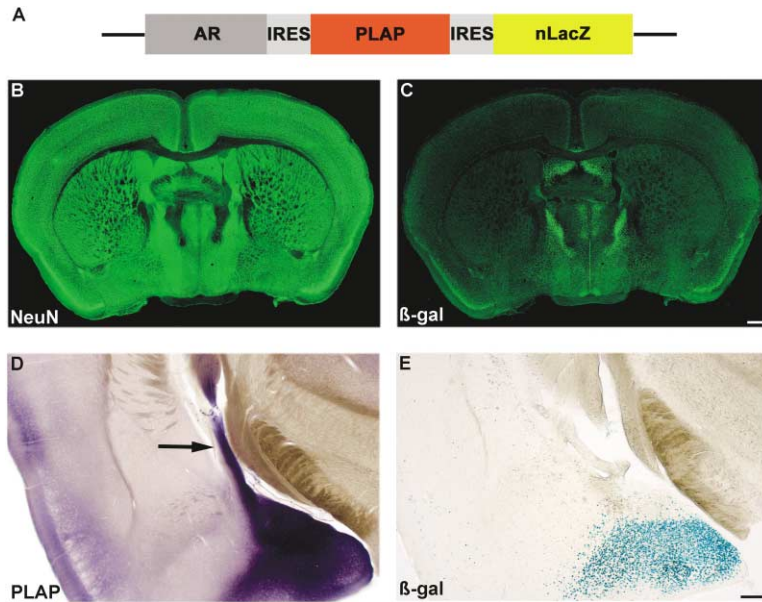 A
AR IRES PLAP IRES nLacZ
B
C
NeuN
ß-gal
D
E
PLAP
ß-gal